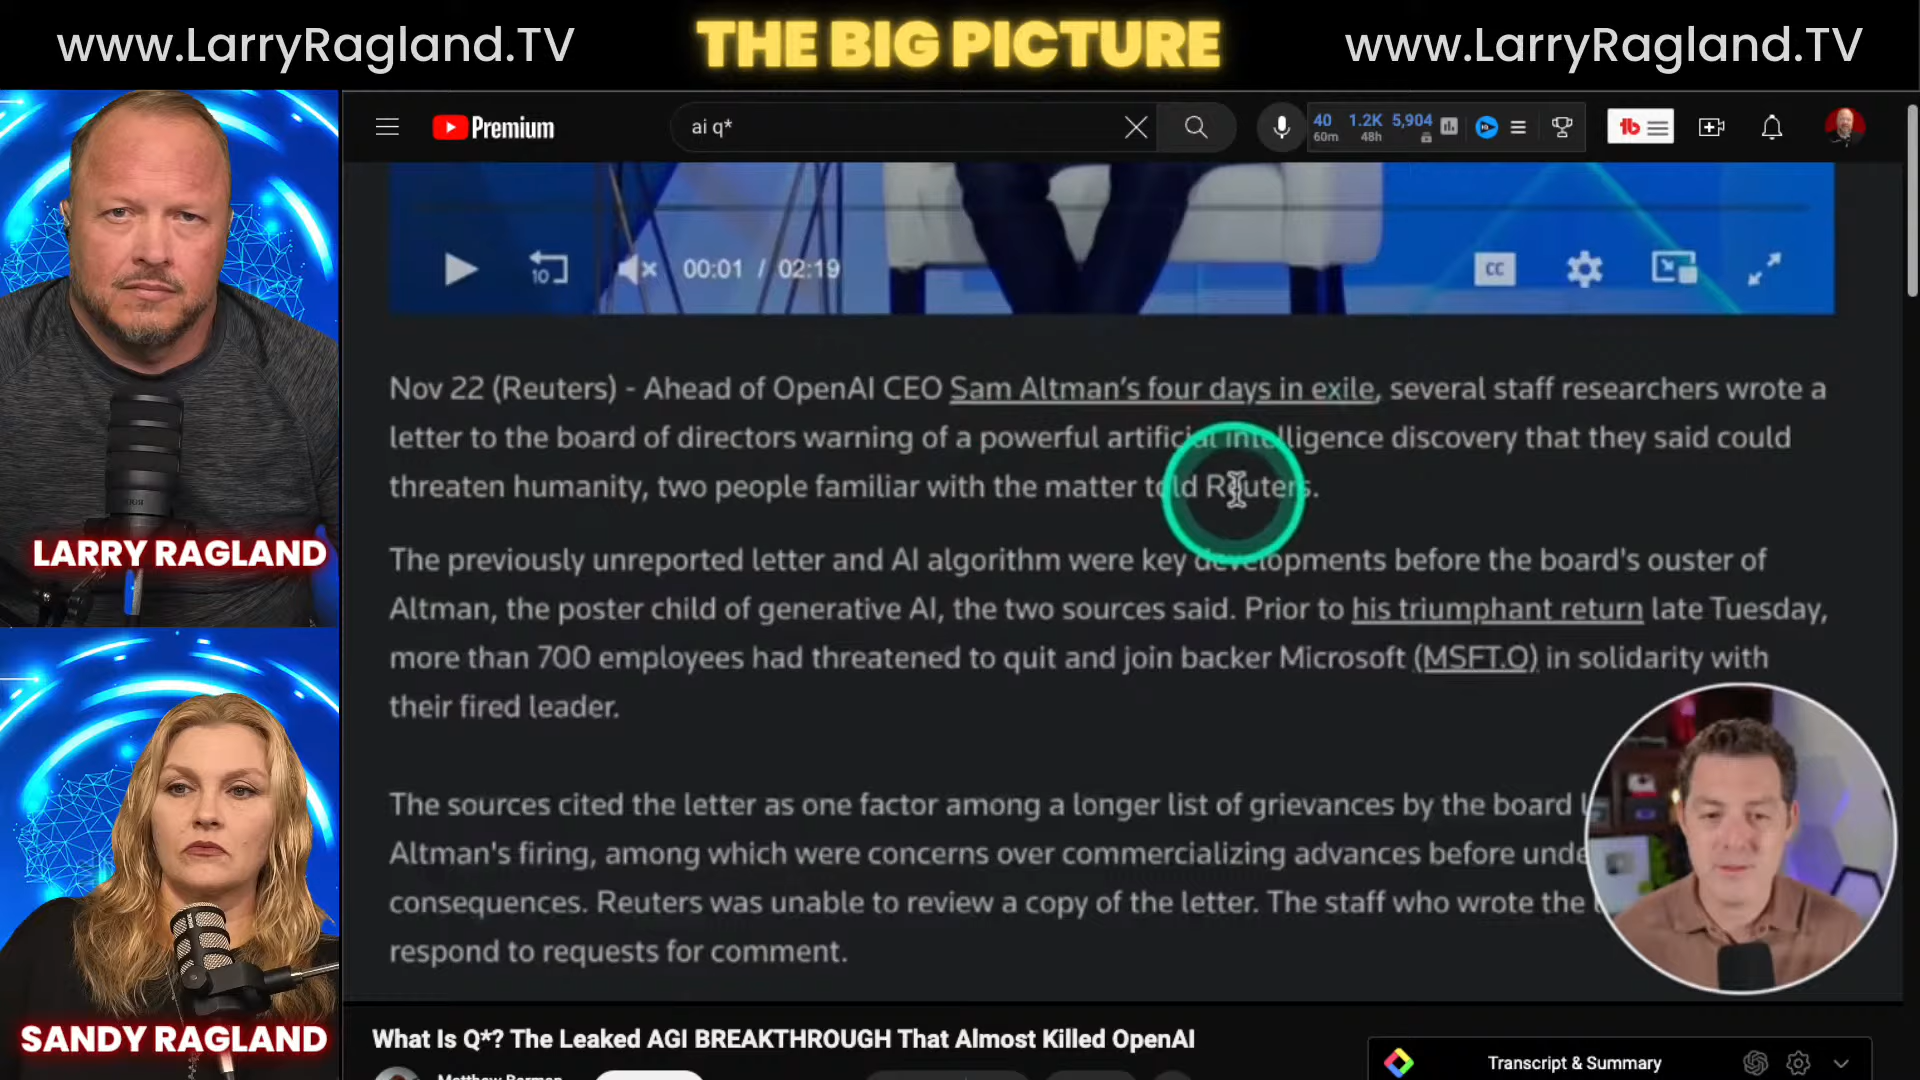 www.LarryRagland.TV
THE BIG PICTURE
www.LarryRagland.TV
Premium
ai q*
40 1.2K 5,904
60m 48h
00:01 / 02:19
CC
10
Nov 22 (Reuters) - Ahead of OpenAI CEO Sam Altman's four days in exile, several staff researchers wrote a
letter to the board of directors warning of a powerful artificial intelligence discovery that they said could
threaten humanity, two people familiar with the matter told Reuters.
The previously unreported letter and AI algorithm were key developments before the board's ouster of
Altman, the poster child of generative AI, the two sources said. Prior to his triumphant return late Tuesday,
more than 700 employees had threatened to quit and join backer Microsoft (MSFT.O) in solidarity with
their fired leader.
The sources cited the letter as one factor among a longer list of grievances by the board
Altman's firing, among which were concerns over commercializing advances before
consequences. Reuters was unable to review a copy of the letter. The staff who wrote the
respond to requests for comment.
LARRY RAGLAND
SANDY RAGLAND
What Is Q*? The Leaked AGI BREAKTHROUGH That Almost Killed OpenAI
Transcript & Summary